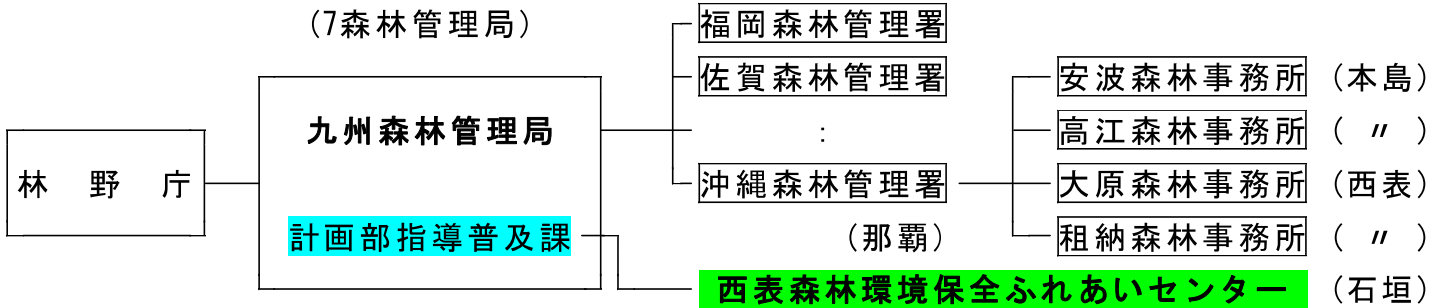 (7森林管理局)
福岡森林管理署
佐賀森林管理署
安波森林事務所 (本島)
九州森林管理局
:
高江森林事務所 ( 〃 )
林 野 庁
沖縄森林管理署
大原森林事務所 (西表)
計画部指導普及課
(那覇)
租納森林事務所 ( 〃 )
西表森林環境保全ふれあいセンター (石垣)